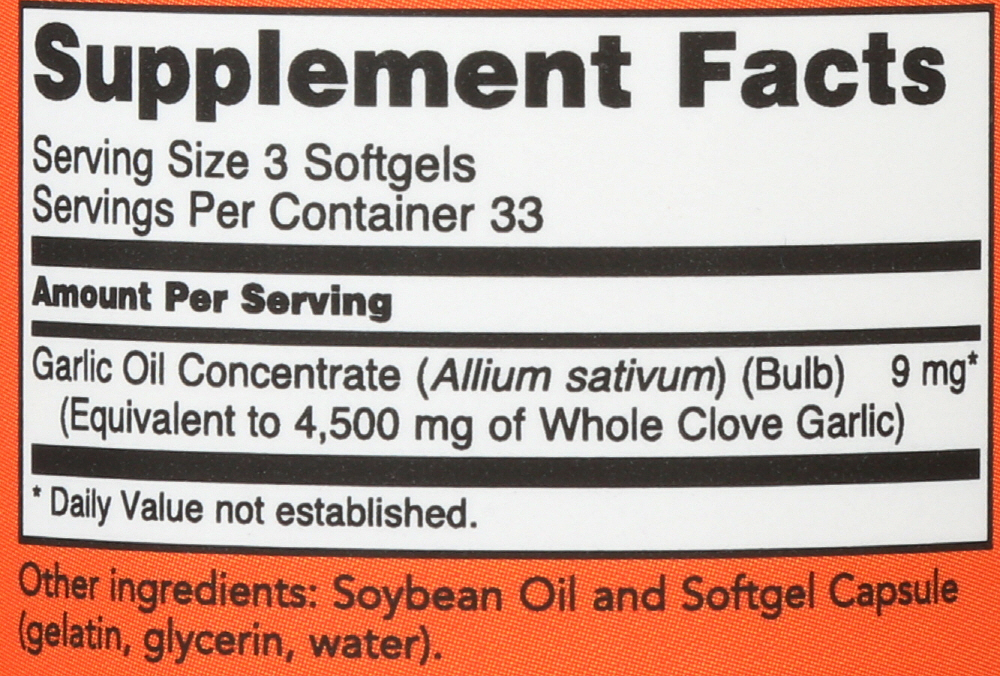 Supplement Facts
Serving Size 3 Softgels
Servings Per Container 33
Amount Per Serving
Garlic Oil Concentrate (Allium sativum) (Bulb) 9 mg*
(Equivalent to 4,500 mg of Whole Clove Garlic)
* Daily Value not established.
Other ingredients: Soybean Oil and Softgel Capsule
(gelatin, glycerin, water).